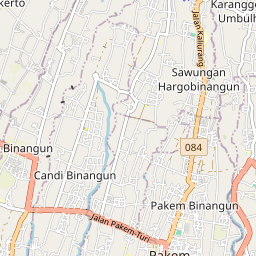 kerto
Jalan Kaliurang
Karangg
Umbulh
Sawungan
Hargobinangun
084
Binangun
Candi Binangun
Pakem Binangun
Jalan Pakem-Turi
Pakem